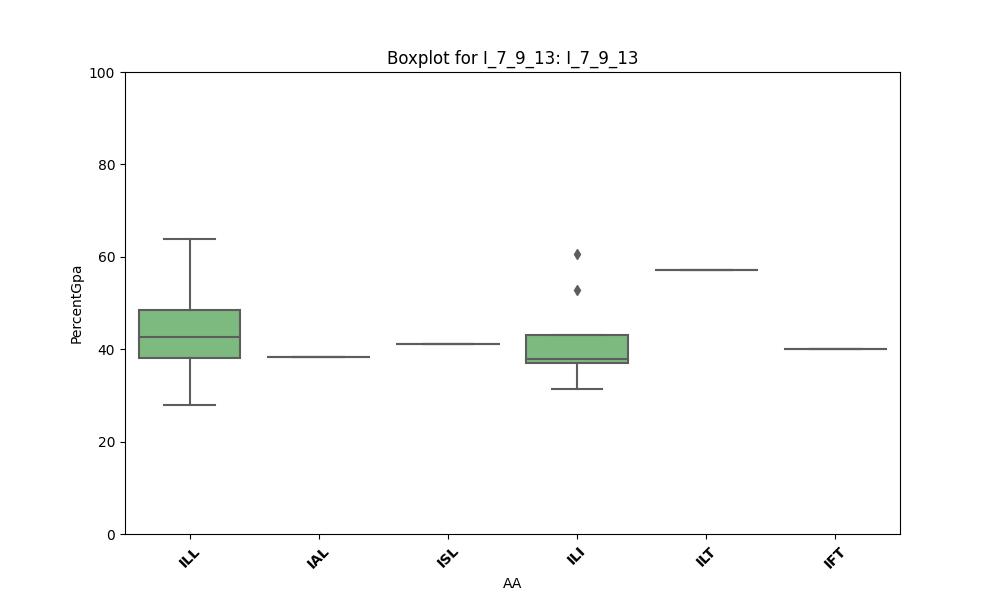 Boxplot for I_7_9_13: I_7_9_13
100
80
60
40
20
0
PercentGpa
ILL
IAL
ISL
ILI
ILT
IFT
AA